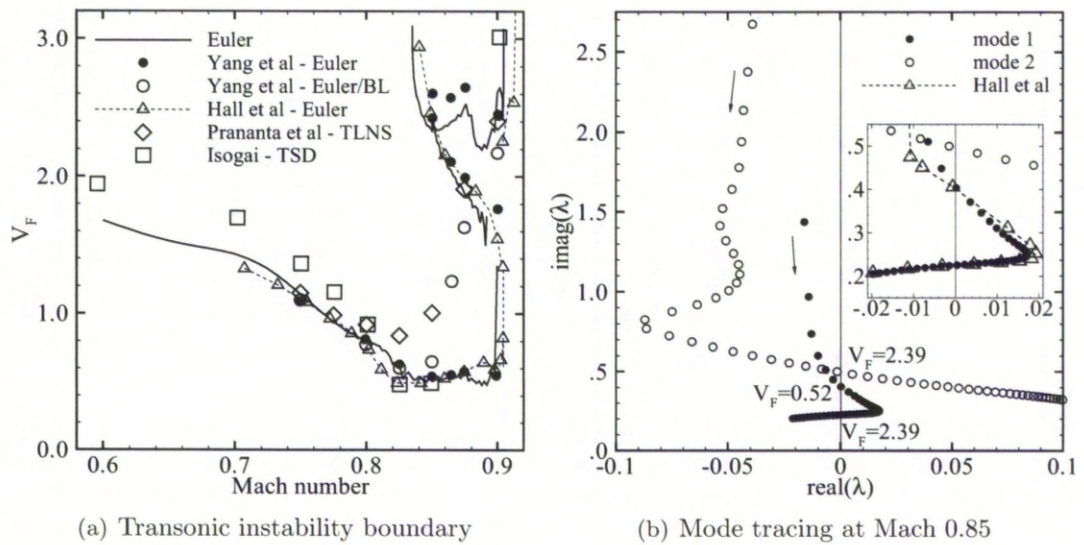 3.0
2.0
1.0
0.0
V_F
0.6
0.7
0.8
0.9
Mach number
Euler
Yang et al - Euler
Yang et al - Euler/BL
Hall et al - Euler
Prananta et al - TLNS
Isogai - TSD
(a) Transonic instability boundary
2.5
2.0
1.5
1.0
.5
0
imag(λ)
-0.1
-0.05
0
0.05
0.1
real(λ)
mode 1
mode 2
Hall et al
.5
.4
.3
.2
-.02
-.01
0
.01
.02
V_F=2.39
V_F=0.52
V_F=2.39
(b) Mode tracing at Mach 0.85